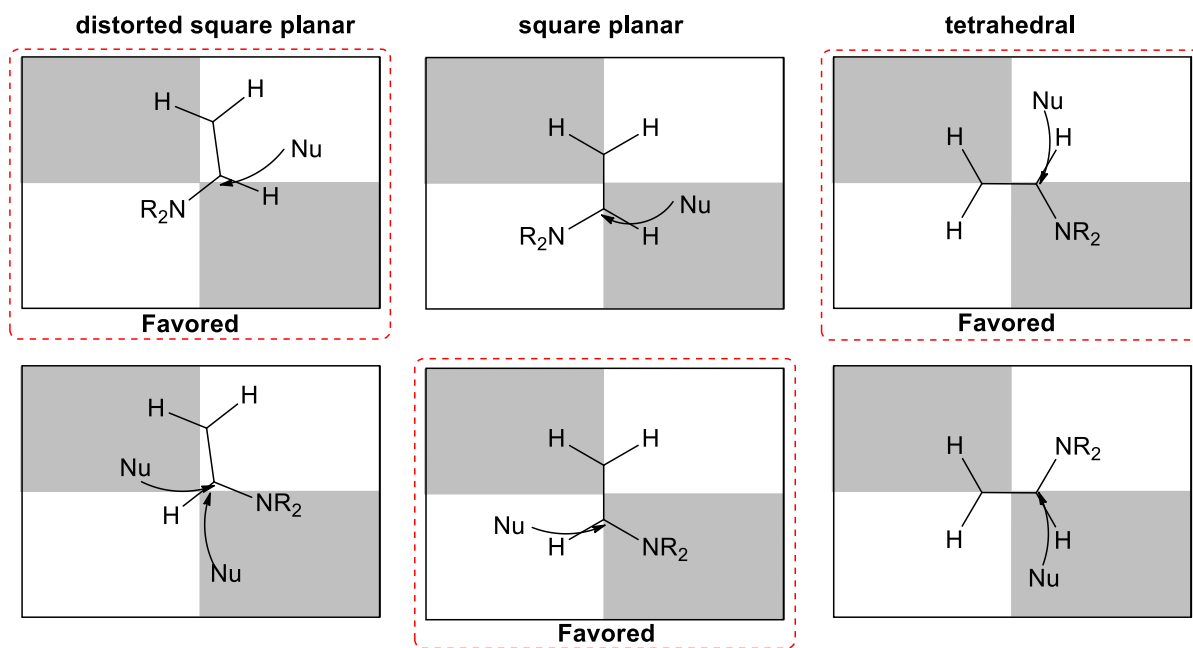 distorted square planar
square planar
tetrahedral
H
H
Nu
H
R₂N
Favored
H
H
Nu
R₂N
H
Nu
H
H
H
NR₂
Favored
H
H
Nu
H
NR₂
Nu
H
H
Nu
H
NR₂
Favored
H
NR₂
H
H
Nu